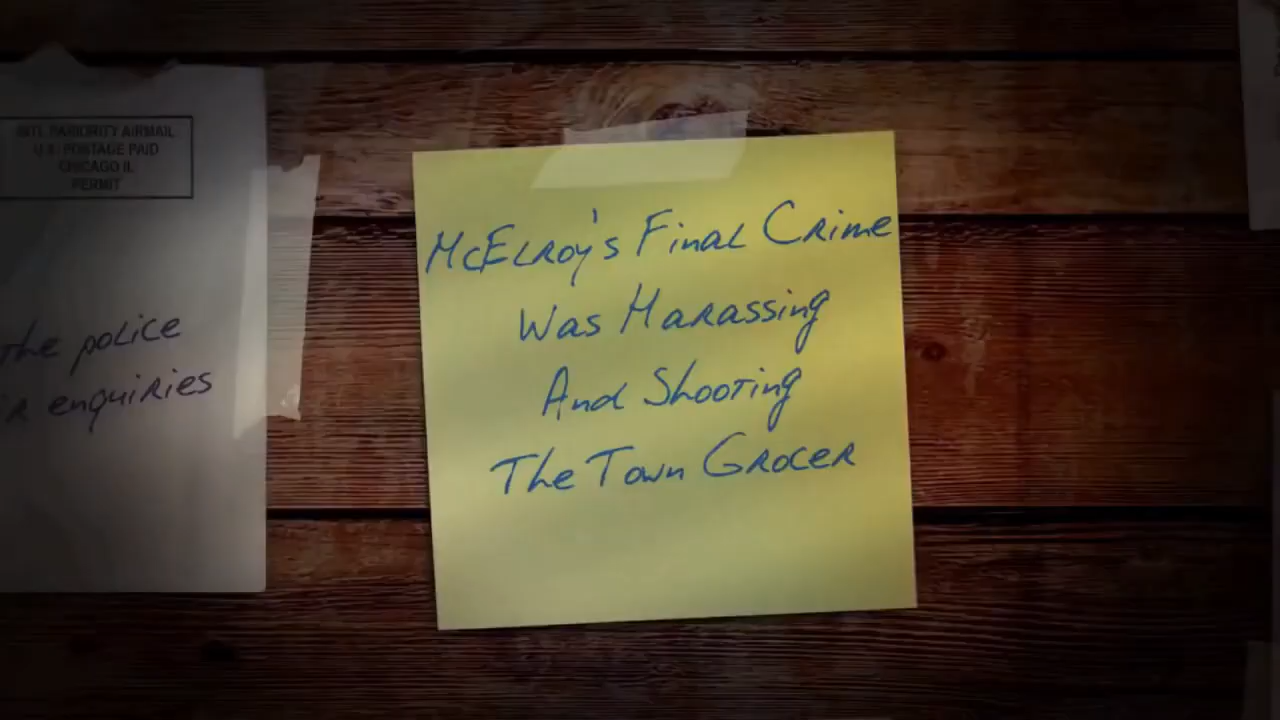 INTL PARIORITY AIRMAIL
U.S. POSTAGE PAID
CHICAGO IL
PERMIT
the police
enquiries
McElroy's Final Crime
Was Harassing
And Shooting
The Town Grocer